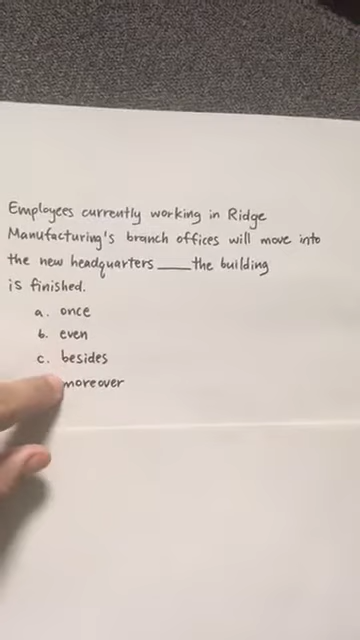 Employees currently working in Ridge
Manufacturing's branch offices will move into
the new headquarters ____ the building
is finished.
a. once
b. even
c. besides
moreover